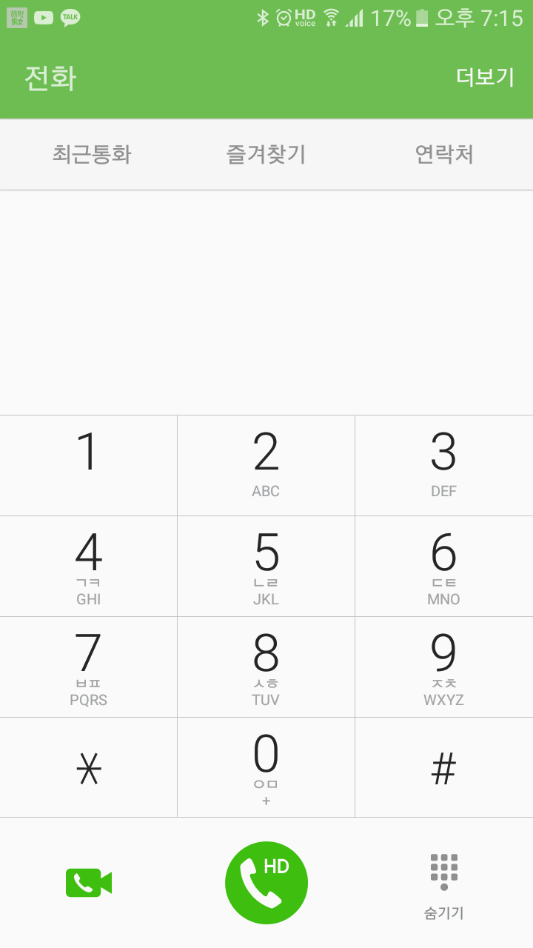 TALK HD voice 17% 오후 7:15
전화 더보기
최근통화 즐겨찾기 연락처
1 2 3
ABC DEF
4 5 6
ㄱㅋ ㄴㄹ ㄷㅌ
GHI JKL MNO
7 8 9
ㅂㅍ ㅅㅎ ㅈㅊ
PQRS TUV WXYZ
* 0 #
ㅇㅁ
+
HD
숨기기